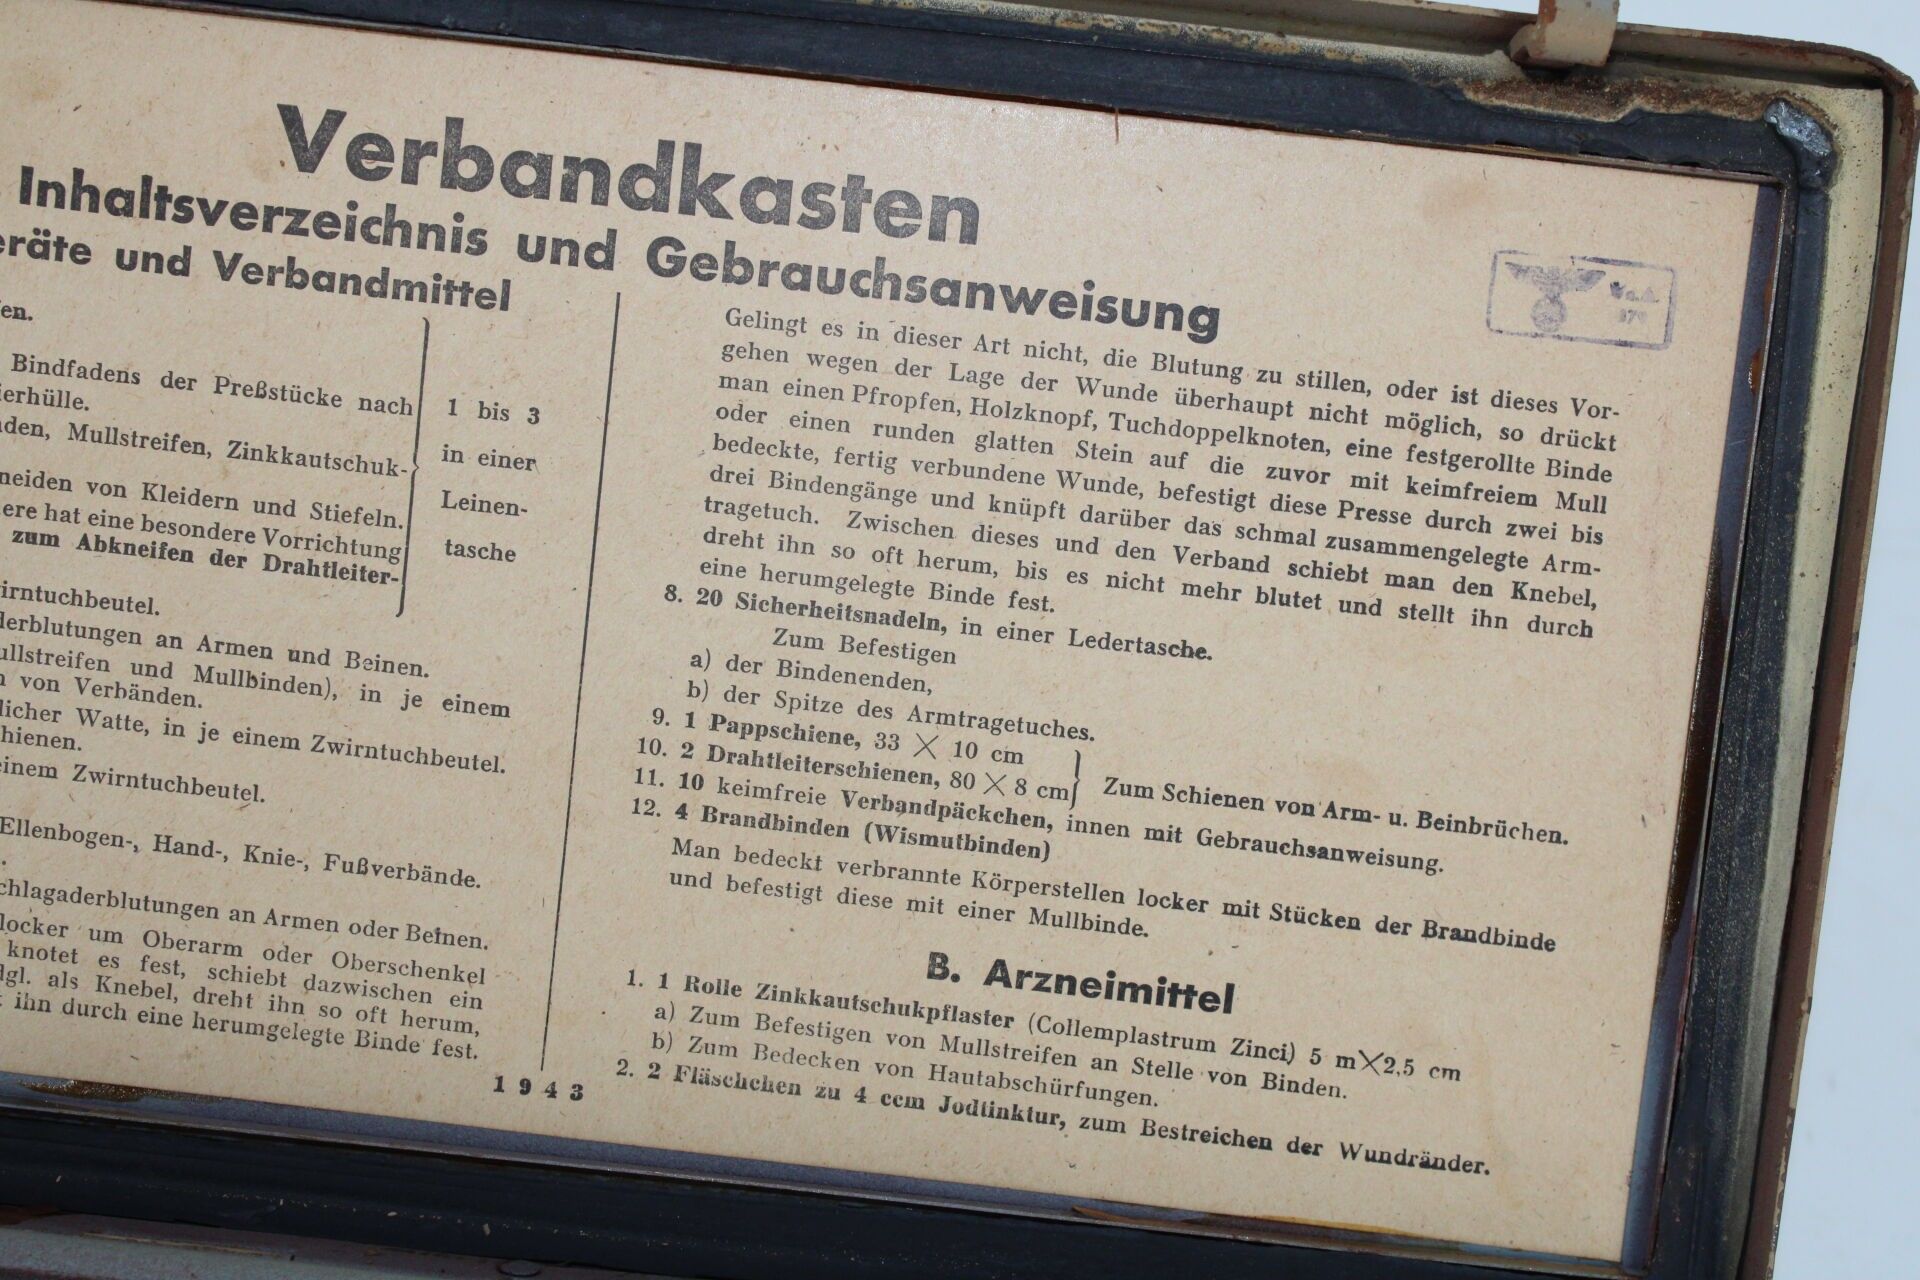 Verbandkasten
Inhaltsverzeichnis und Gebrauchsanweisung
und Verbandmittel
Bindfadens der Preßstücke nach
Mullstreifen, Zinkkautschuk-
von Kleidern und Stiefeln.
hat eine besondere Vorrichtung
zum Abkneifen der Drahtleiter-
1 bis 3
in einer
Leinen-
tasche
an Armen und Beinen.
und Mullbinden), in je einem
von Verbänden.
Watte, in je einem Zwirntuchbeutel.
einem Zwirntuchbeutel.
Ellenbogen-, Hand-, Knie-, Fußverbände.
an Armen oder Beinen.
locker um Oberarm oder Oberschenkel
knotet es fest, schiebt dazwischen ein
dgl. als Knebel, dreht ihn so oft herum,
ihn durch eine herumgelegte Binde fest.
1943
Gelingt es in dieser Art nicht, die Blutung zu stillen, oder ist dieses Vor-
gehen wegen der Lage der Wunde überhaupt nicht möglich, so drückt
man einen Pfropfen, Holzknopf, Tuchdoppelknoten, eine festgerollte Binde
oder einen runden glatten Stein auf die zuvor mit keimfreiem Mull
bedeckte, fertig verbundene Wunde, befestigt diese Presse durch zwei bis
drei Bindengänge und knüpft darüber das schmal zusammengelegte Arm-
tragetuch. Zwischen dieses und den Verband schiebt man den Knebel,
dreht ihn so oft herum, bis es nicht mehr blutet und stellt ihn durch
eine herumgelegte Binde fest.
8. 20 Sicherheitsnadeln, in einer Ledertasche.
Zum Befestigen
a) der Bindenenden,
b) der Spitze des Armtragetuches.
9. 1 Pappschiene, 33 X 10 cm
10. 2 Drahtleiterschienen, 80 X 8 cm
Zum Schienen von Arm- u. Beinbrüchen.
11. 10 keimfreie Verbandpäckchen, innen mit Gebrauchsanweisung.
12. 4 Brandbinden (Wismutbinden)
Man bedeckt verbrannte Körperstellen locker mit Stücken der Brandbinde
und befestigt diese mit einer Mullbinde.
B. Arzneimittel
1. 1 Rolle Zinkkautschukpflaster (Collemplastrum Zinci) 5 m X 2,5 cm
a) Zum Befestigen von Mullstreifen an Stelle von Binden.
b) Zum Bedecken von Hautabschürfungen.
2. 2 Fläschchen zu 4 ccm Jodtinktur, zum Bestreichen der Wundränder.